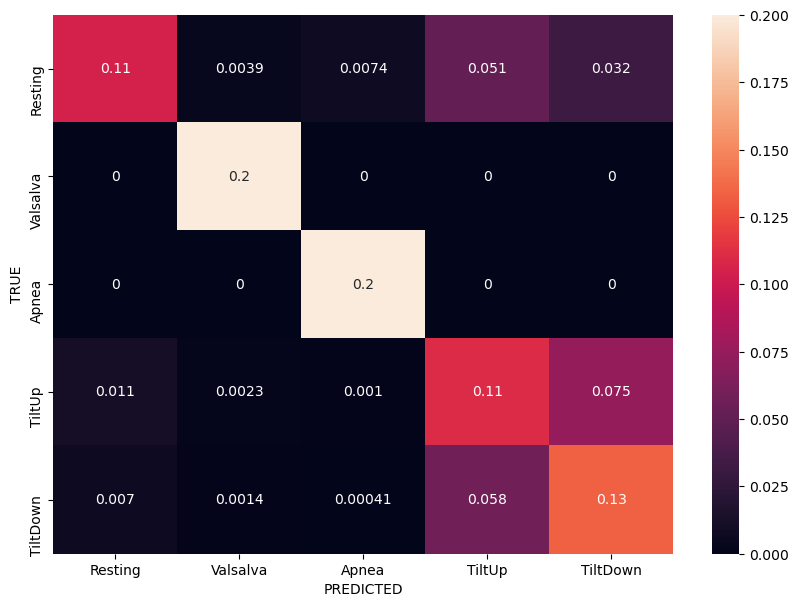 Resting 0.11 0.0039 0.0074 0.051 0.032
Valsalva 0 0.2 0 0 0
Apnea 0 0 0.2 0 0
TiltUp 0.011 0.0023 0.001 0.11 0.075
TiltDown 0.007 0.0014 0.00041 0.058 0.13
TRUE
Resting Valsalva Apnea TiltUp TiltDown
PREDICTED
0.200
0.175
0.150
0.125
0.100
0.075
0.050
0.025
0.000